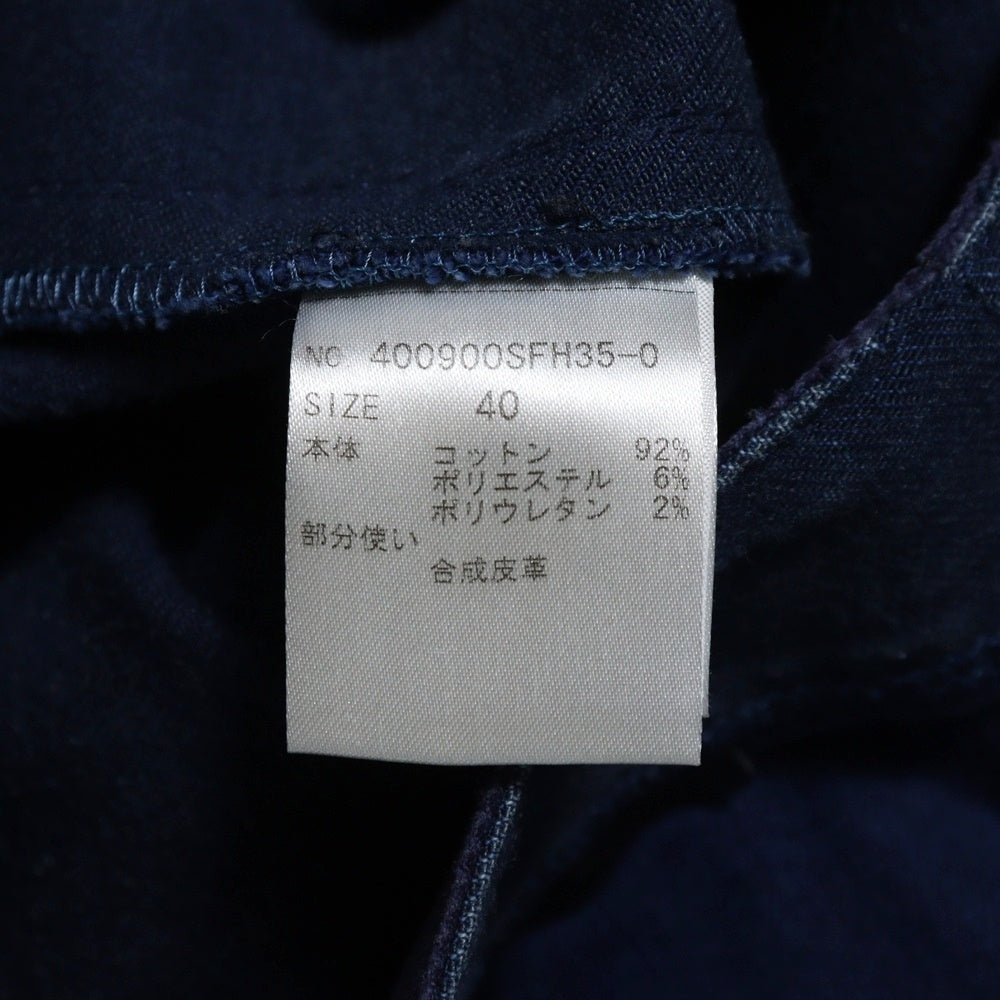 NO 400900SFH35-0
SIZE 40
本体 コットン 92%
ポリエステル 6%
ポリウレタン 2%
部分使い
合成皮革